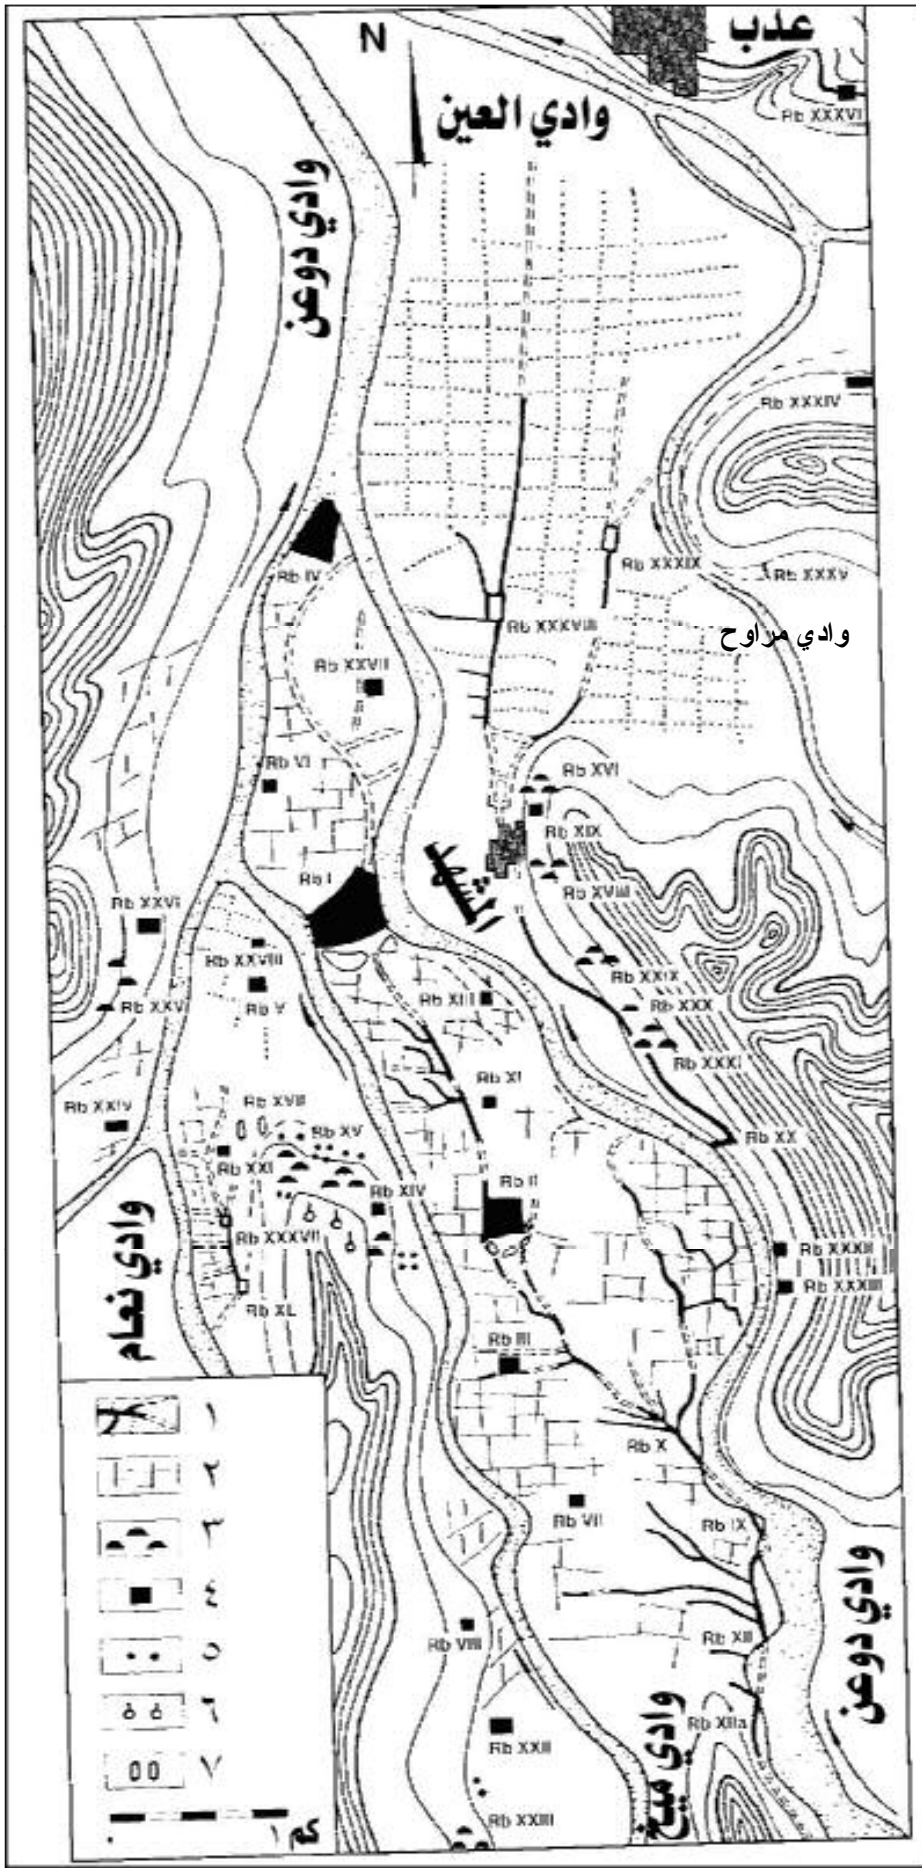 عذب
N
Rb XXXVI
وادي العين
وادي دوعن
Rb XXXIV
Rb XXXIX
Rb XXXV
Rb IV
Rb XXXVIII
وادي مراوح
Rb XXVII
Rb VI
Rb XVI
Rb XIX
Rb I
المشهد
Rb XVIII
Rb XXVI
Rb XXVIII
Rb XXIX
Rb V
Rb XIII
Rb XXV
Rb XXX
Rb XXXI
Rb XI
Rb XXIV
Rb XVII
Rb XV
Rb XX
Rb XXI
Rb XIV
Rb II
Rb XXXVII
Rb XXXII
Rb XXXIII
Rb XL
وادي نعام
Rb III
Rb X
Rb VII
Rb IX
Rb VIII
Rb XII
وادي دوعن
Rb XIIa
Rb XXII
Rb XXIII
١
٢
٣
٤
٥
٦
٧
٠ ١ كم